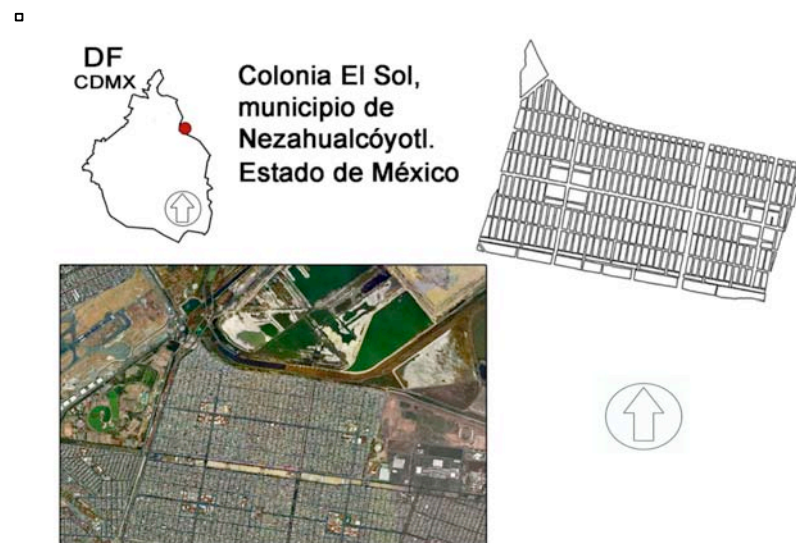 DF
CDMX
Colonia El Sol,
municipio de
Nezahualcóyotl.
Estado de México